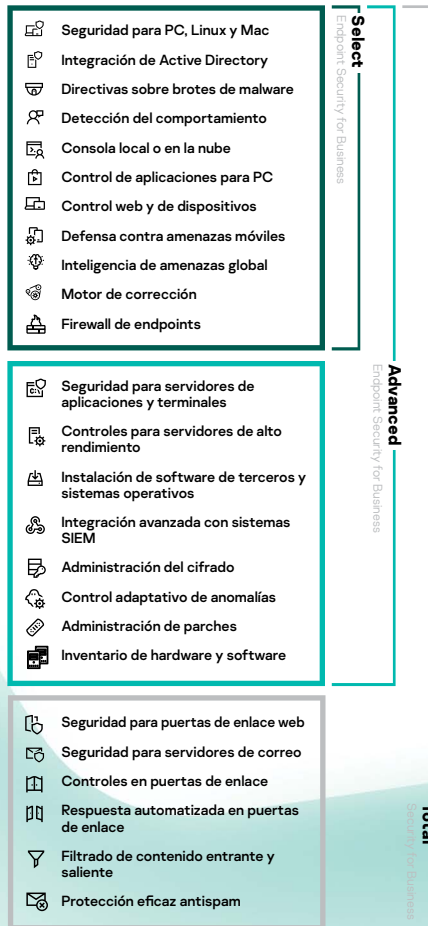 Seguridad para PC, Linux y Mac
Integración de Active Directory
Directivas sobre brotes de malware
Detección del comportamiento
Consola local o en la nube
Control de aplicaciones para PC
Control web y de dispositivos
Defensa contra amenazas móviles
Inteligencia de amenazas global
Motor de corrección
Firewall de endpoints
Select
Endpoint Security for Business
Seguridad para servidores de
aplicaciones y terminales
Controles para servidores de alto
rendimiento
Instalación de software de terceros y
sistemas operativos
Integración avanzada con sistemas
SIEM
Administración del cifrado
Control adaptativo de anomalías
Administración de parches
Inventario de hardware y software
Advanced
Endpoint Security for Business
Seguridad para puertas de enlace web
Seguridad para servidores de correo
Controles en puertas de enlace
Respuesta automatizada en puertas
de enlace
Filtrado de contenido entrante y
saliente
Protección eficaz antispam
Total
Security for Business